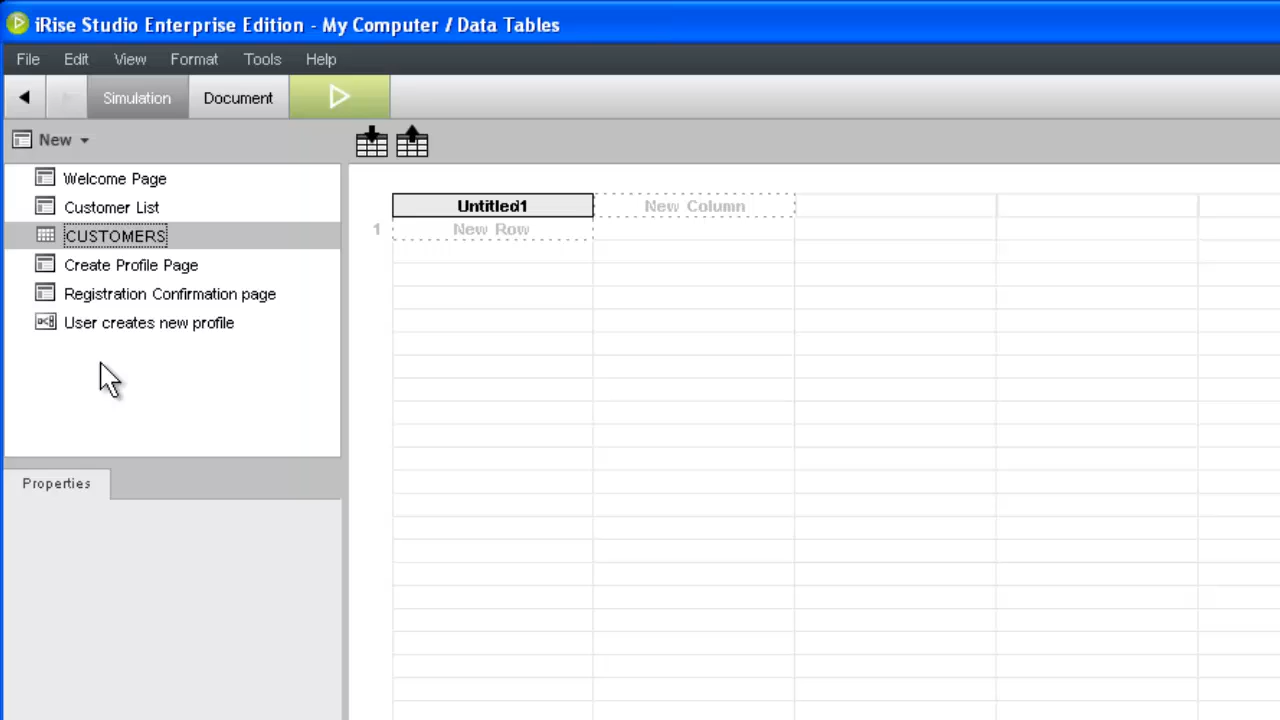 iRise Studio Enterprise Edition - My Computer / Data Tables
File Edit View Format Tools Help
Simulation Document
New
Welcome Page
Customer List
CUSTOMERS
Create Profile Page
Registration Confirmation page
User creates new profile
Untitled1 New Column
1 New Row
Properties